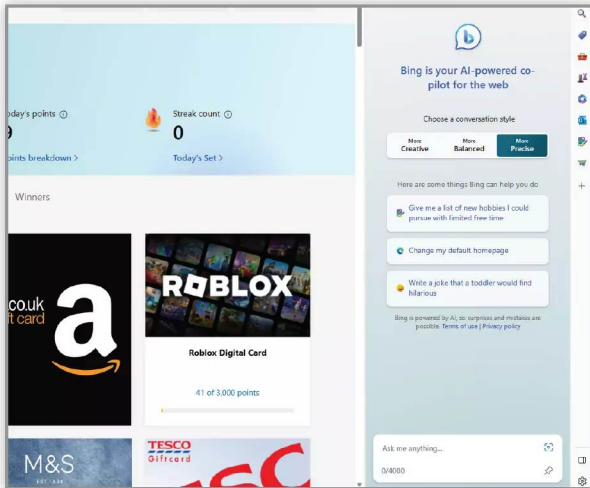 oday's points
9
Streak count
0
oints breakdown >
Today's Set >
Winners
co.uk
ft card
a
ROBLOX
Roblox Digital Card
41 of 3,000 points
M&S
EST. 1884
TESCO
Giftcard
b
Bing is your AI-powered co-
pilot for the web
Choose a conversation style
More
Creative
More
Balanced
More
Precise
Here are some things Bing can help you do
Give me a list of new hobbies I could
pursue with limited free time
Change my default homepage
Write a joke that a toddler would find
hilarious
Bing is powered by AI, so surprises and mistakes are
possible. Terms of use | Privacy policy
Ask me anything...
0/4000